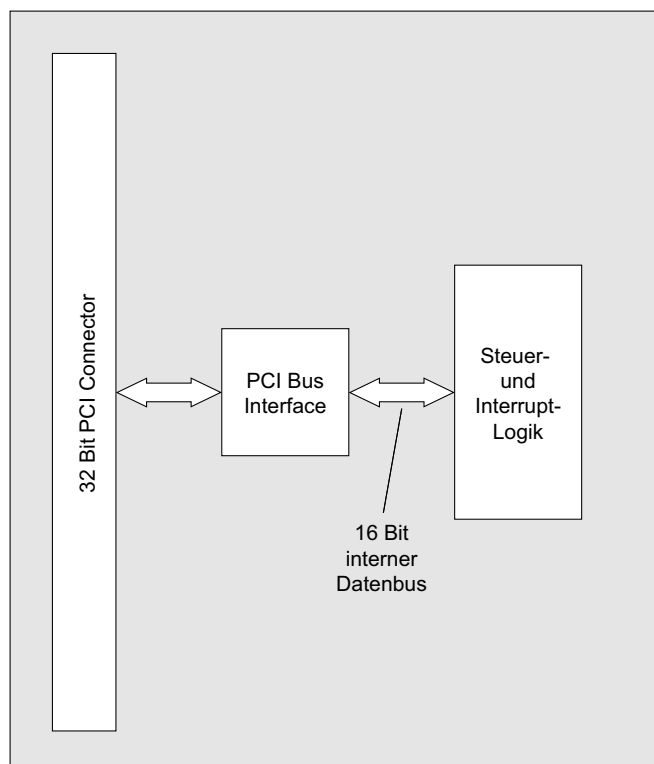 32 Bit PCI Connector
PCI Bus
Interface
Steuer-
und
Interrupt-
Logik
16 Bit
interner
Datenbus